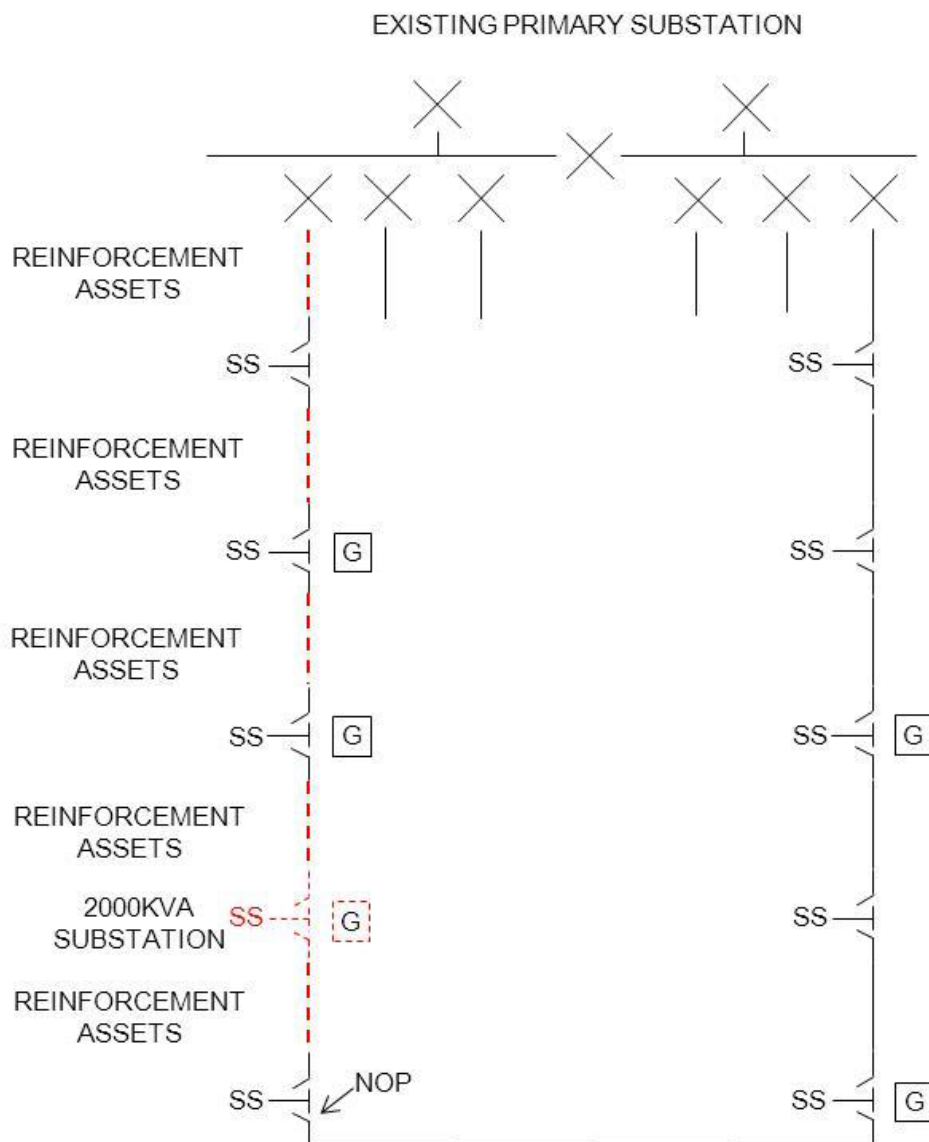 EXISTING PRIMARY SUBSTATION
REINFORCEMENT
ASSETS
SS
SS
REINFORCEMENT
ASSETS
SS
G
SS
REINFORCEMENT
ASSETS
SS
G
SS
G
REINFORCEMENT
ASSETS
2000KVA
SUBSTATION
SS
G
SS
REINFORCEMENT
ASSETS
NOP
SS
SS
G